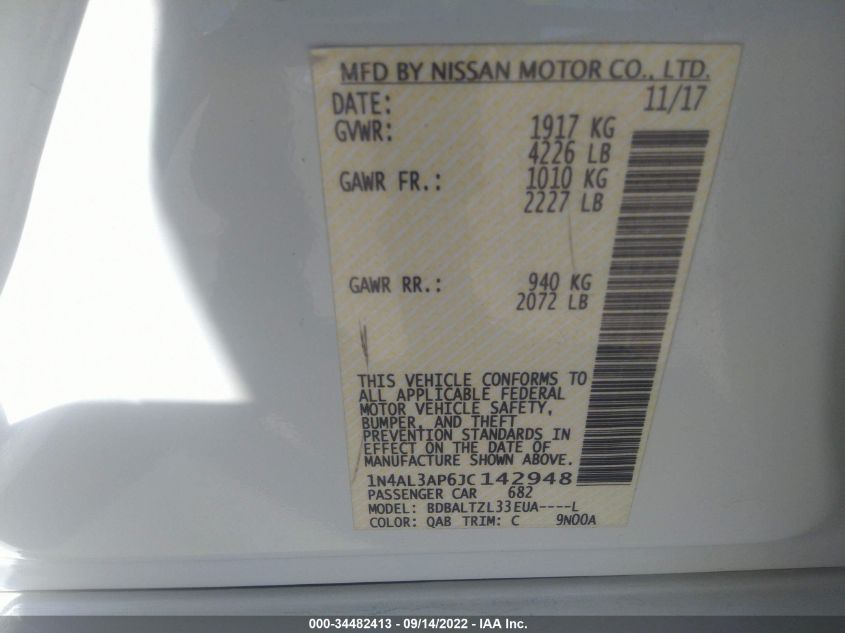 MFD BY NISSAN MOTOR CO., LTD.
DATE: 11/17
GVWR: 1917 KG
4226 LB
GAWR FR.: 1010 KG
2227 LB
GAWR RR.: 940 KG
2072 LB
THIS VEHICLE CONFORMS TO
ALL APPLICABLE FEDERAL
MOTOR VEHICLE SAFETY,
BUMPER, AND THEFT
PREVENTION STANDARDS IN
EFFECT ON THE DATE OF
MANUFACTURE SHOWN ABOVE.
1N4AL3AP6JC142948
PASSENGER CAR 682
MODEL: BDBALTZL33EUA----L
COLOR: QAB TRIM: C 9N00A
000-34482413 - 09/14/2022 - IAA Inc.